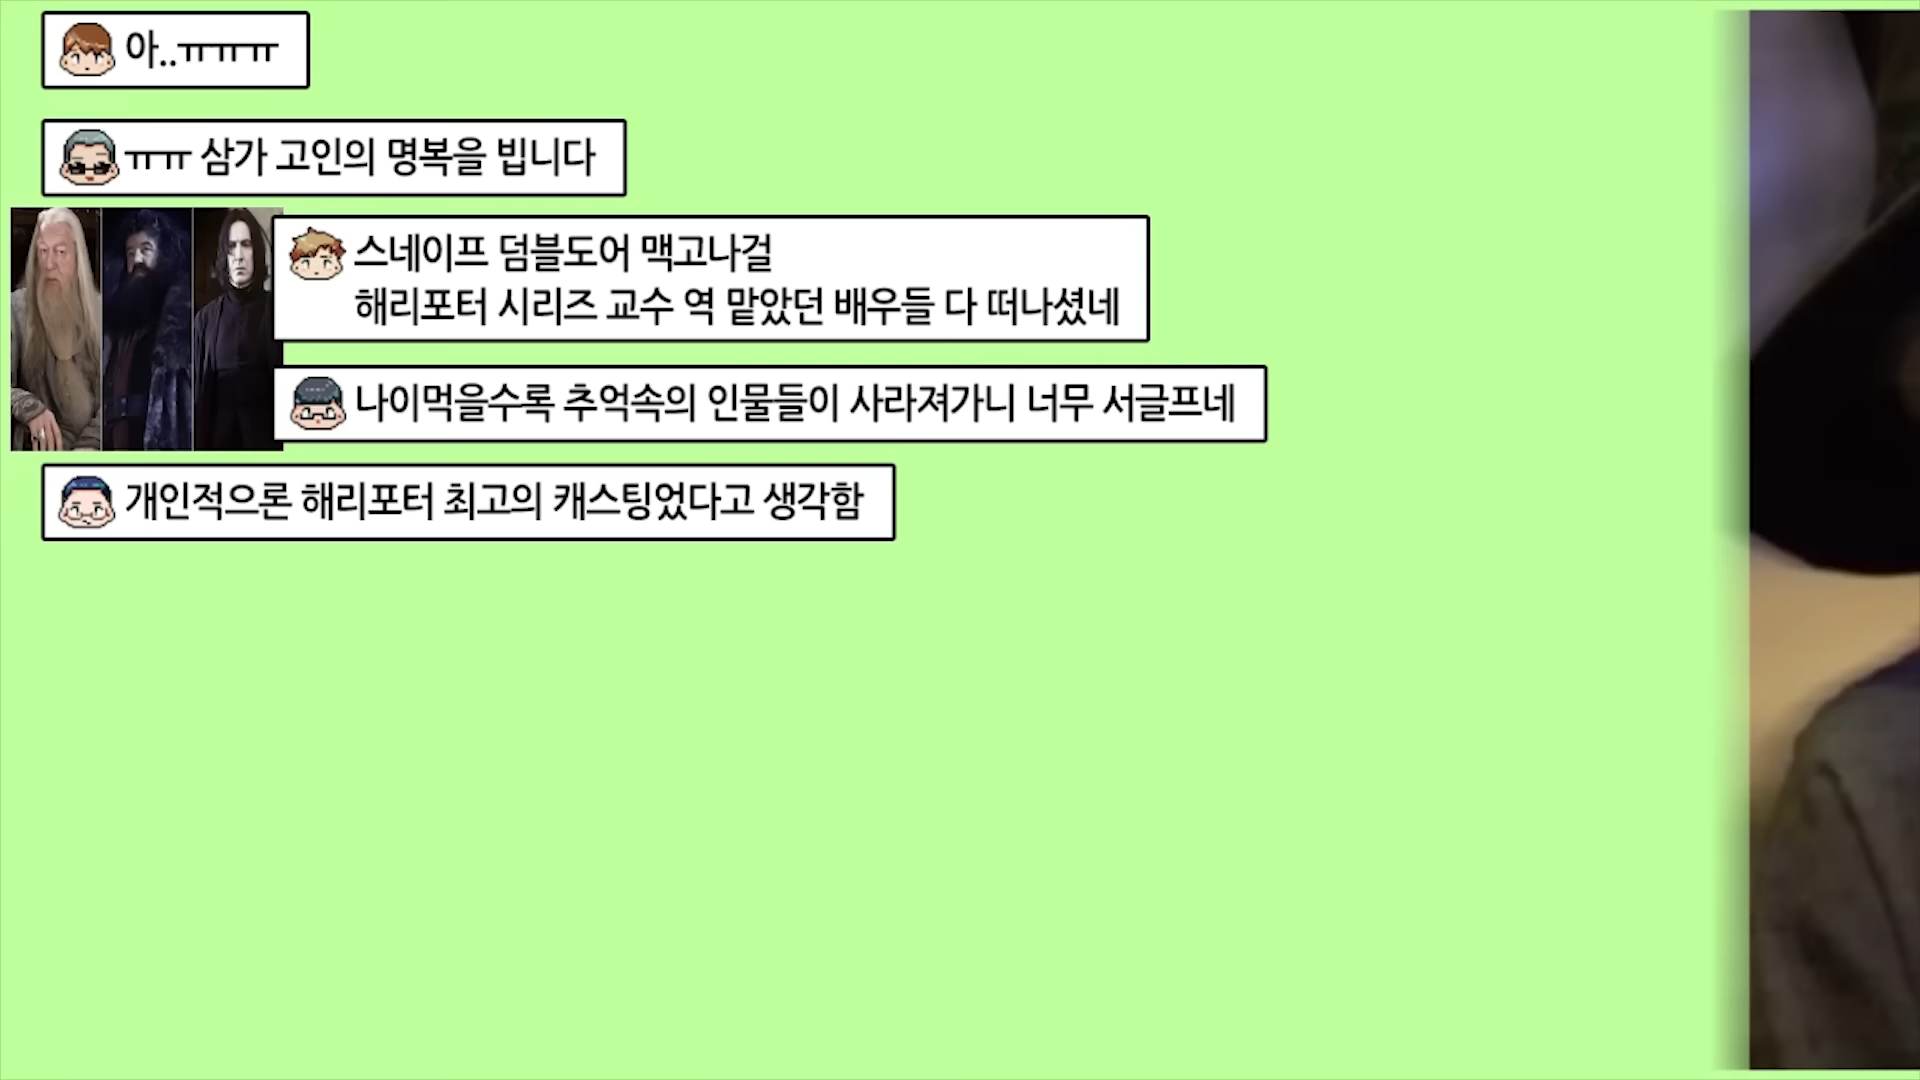 아..ㅠㅠㅠ
ㅠㅠ 삼가 고인의 명복을 빕니다
스네이프 덤블도어 맥고나걸
해리포터 시리즈 교수 역 맡았던 배우들 다 떠나셨네
나이먹을수록 추억속의 인물들이 사라져가니 너무 서글프네
개인적으론 해리포터 최고의 캐스팅었다고 생각함